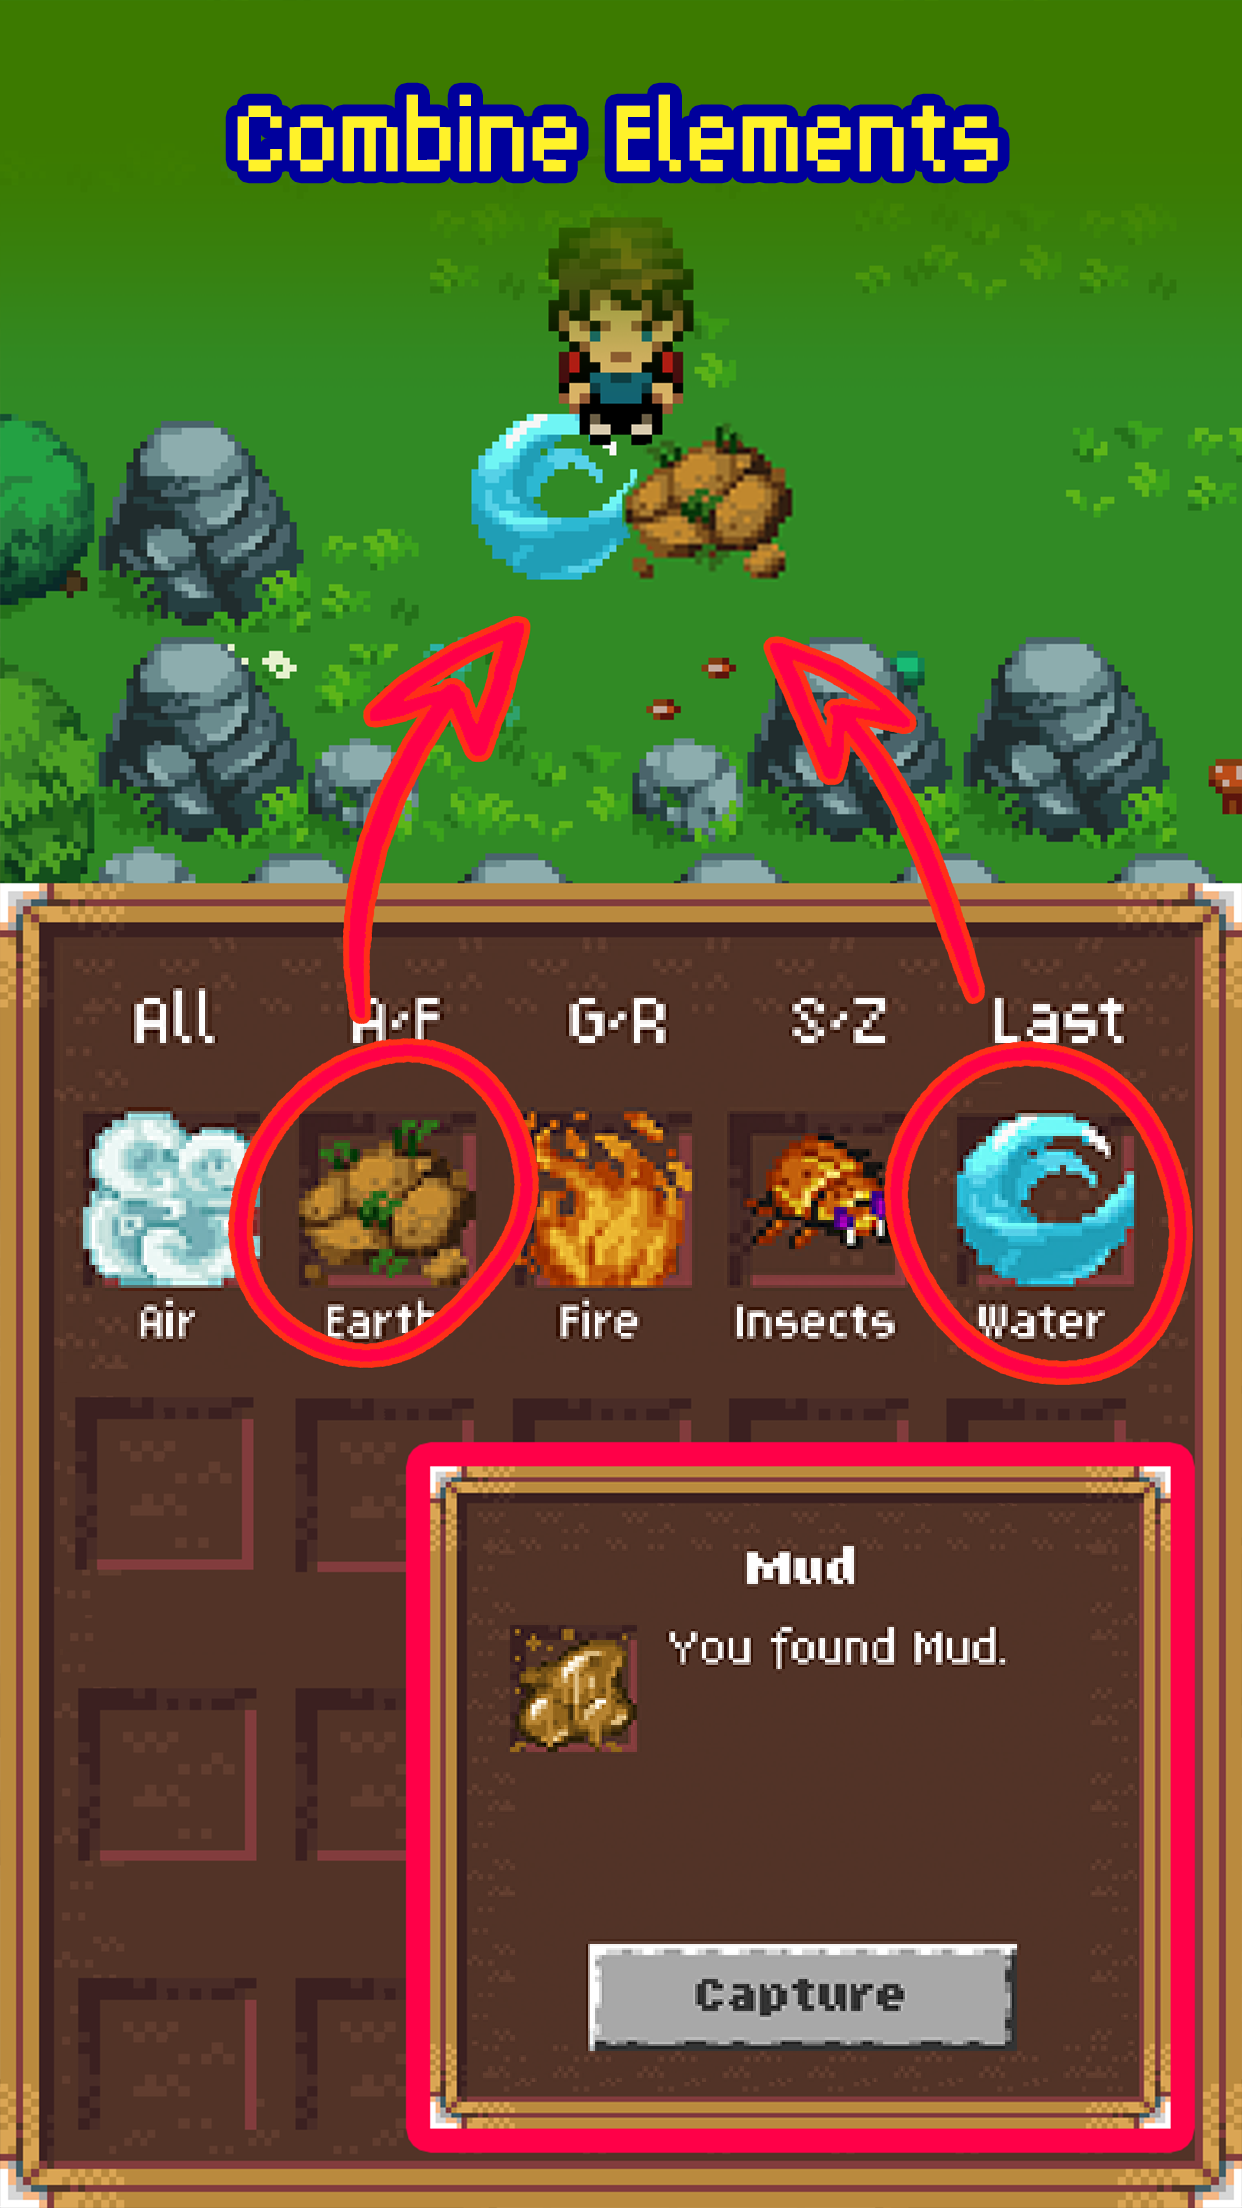 Combine Elements
All A/F G/R S/Z Last
Air Earth Fire Insects Water
Mud
You found Mud.
Capture